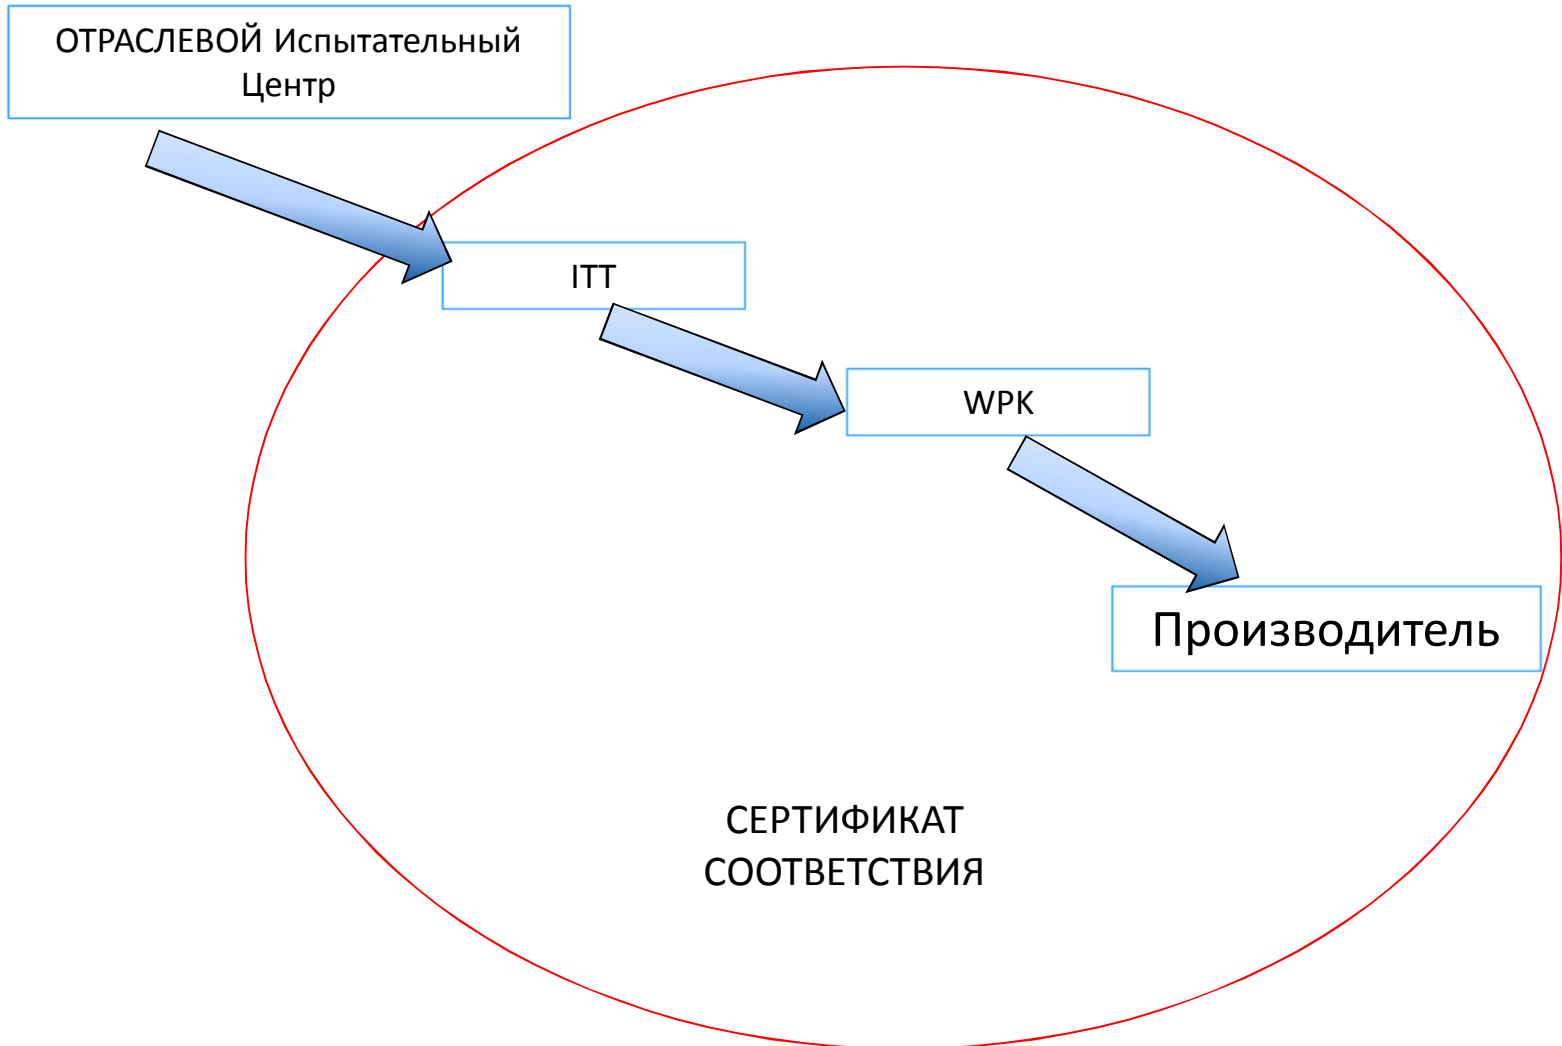 ОТРАСЛЕВОЙ Испытательный
Центр
ITT
WPK
Производитель
СЕРТИФИКАТ
СООТВЕТСТВИЯ